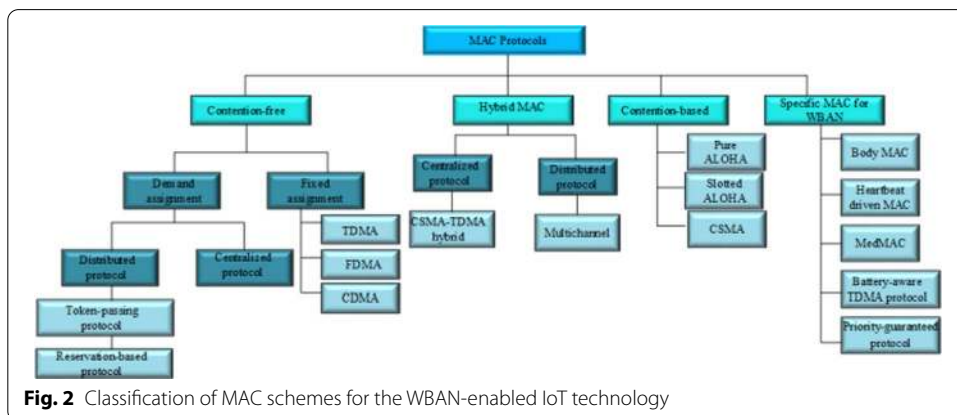 MAC Protocols
Contention-free
Hybrid MAC
Contention-based
Specific MAC for
WBAN
Demand
assignment
Fixed
assignment
Centralized
protocol
Distributed
protocol
Pure
ALOHA
Slotted
ALOHA
CSMA
Body MAC
Heartbeat
driven MAC
MedMAC
Battery-aware
TDMA protocol
Priority-guaranteed
protocol
Distributed
protocol
Centralized
protocol
TDMA
FDMA
CDMA
CSMA-TDMA
hybrid
Multichannel
Token-passing
protocol
Reservation-based protocol
Fig. 2 Classification of MAC schemes for the WBAN-enabled IoT technology